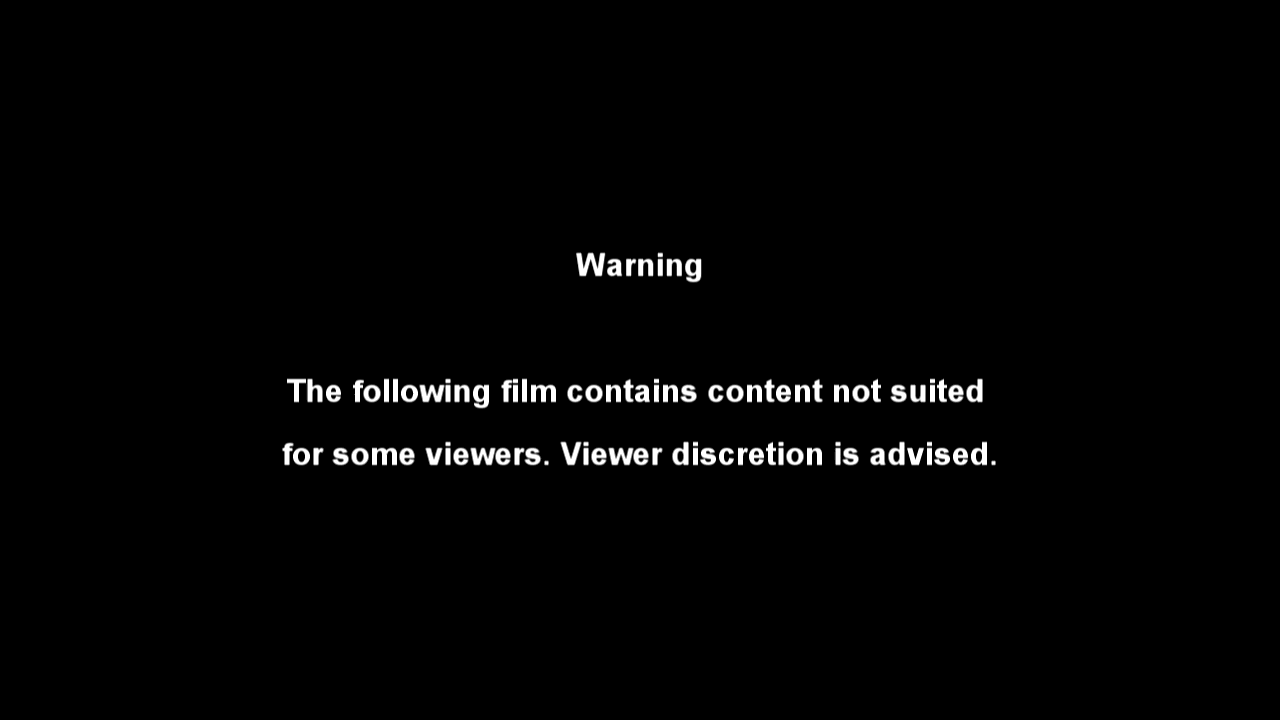 Warning
The following film contains content not suited
for some viewers. Viewer discretion is advised.